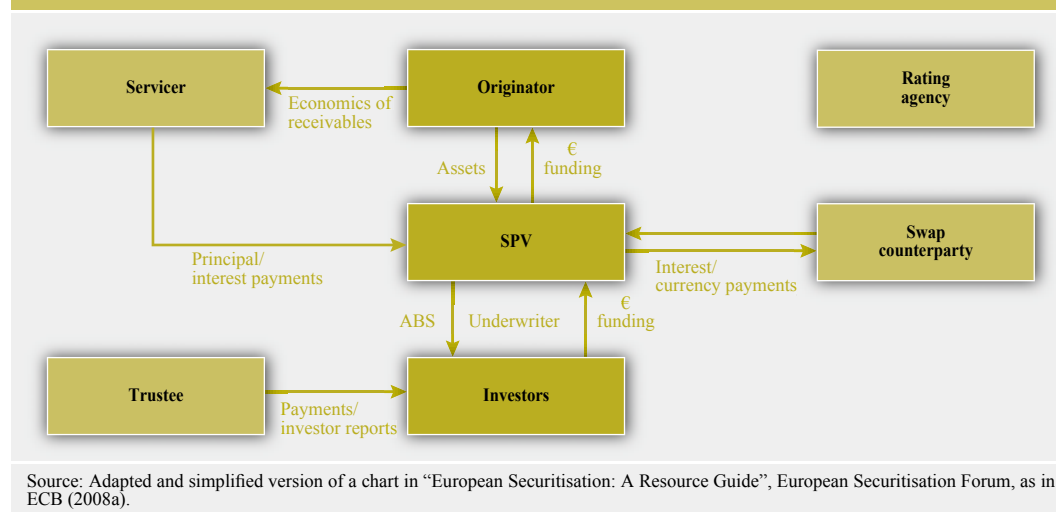 Servicer
Originator
Rating
agency
Economics of
receivables
Assets
€
funding
SPV
Swap
counterparty
Principal/
interest payments
Interest/
currency payments
ABS
Underwriter
€
funding
Trustee
Investors
Payments/
investor reports
Source: Adapted and simplified version of a chart in “European Securitisation: A Resource Guide”, European Securitisation Forum, as in
ECB (2008a).